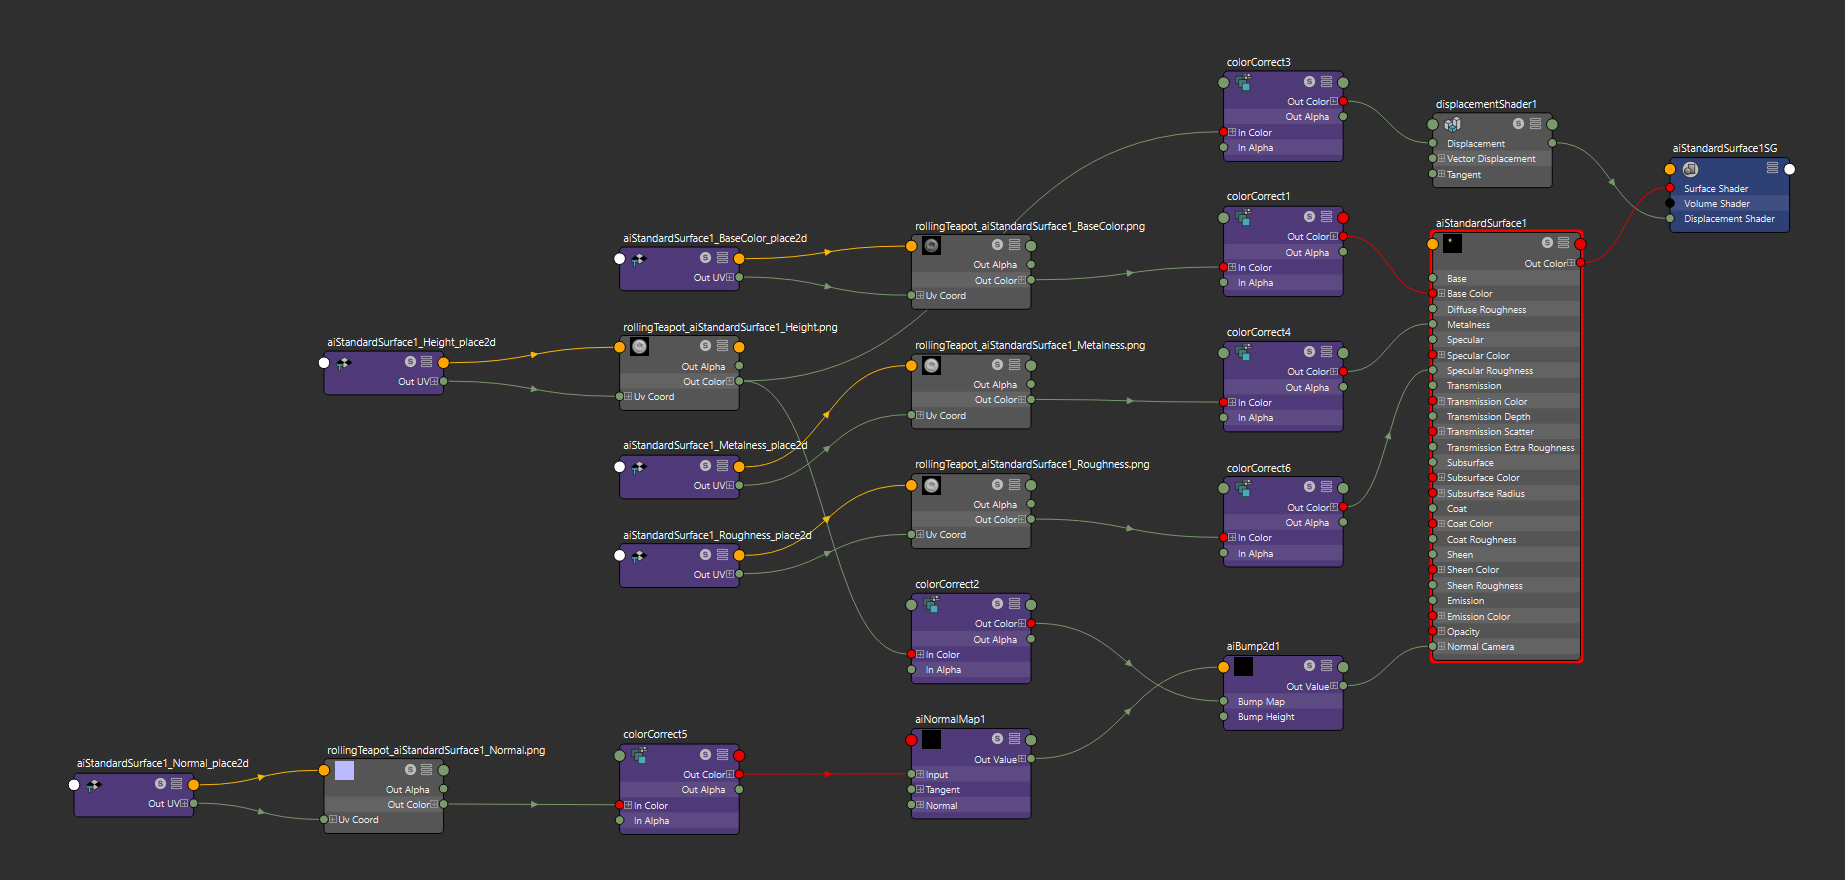 colorCorrect3
Out Color
Out Alpha
In Color
In Alpha
displacementShader1
Displacement
Vector Displacement
Tangent
aiStandardSurface1SG
Surface Shader
Volume Shader
Displacement Shader
colorCorrect1
Out Color
Out Alpha
In Color
In Alpha
aiStandardSurface1
Out Color
Base
Base Color
Diffuse Roughness
Metalness
Specular
Specular Color
Specular Roughness
Transmission
Transmission Color
Transmission Depth
Transmission Scatter
Transmission Extra Roughness
Subsurface
Subsurface Color
Subsurface Radius
Coat
Coat Color
Coat Roughness
Sheen
Sheen Color
Sheen Roughness
Emission
Emission Color
Opacity
Normal Camera
aiStandardSurface1_BaseColor_place2d
Out UV
rollingTeapot_aiStandardSurface1_BaseColor.png
Out Alpha
Out Color
Uv Coord
aiStandardSurface1_Height_place2d
Out UV
rollingTeapot_aiStandardSurface1_Height.png
Out Alpha
Out Color
Uv Coord
rollingTeapot_aiStandardSurface1_Metalness.png
Out Alpha
Out Color
Uv Coord
colorCorrect4
Out Color
Out Alpha
In Color
In Alpha
aiStandardSurface1_Metalness_place2d
Out UV
rollingTeapot_aiStandardSurface1_Roughness.png
Out Alpha
Out Color
Uv Coord
colorCorrect6
Out Color
Out Alpha
In Color
In Alpha
aiStandardSurface1_Roughness_place2d
Out UV
colorCorrect2
Out Color
Out Alpha
In Color
In Alpha
aiBump2d1
Out Value
Bump Map
Bump Height
aiStandardSurface1_Normal_place2d
Out UV
rollingTeapot_aiStandardSurface1_Normal.png
Out Alpha
Out Color
Uv Coord
colorCorrect5
Out Color
Out Alpha
In Color
In Alpha
aiNormalMap1
Out Value
Input
Tangent
Normal